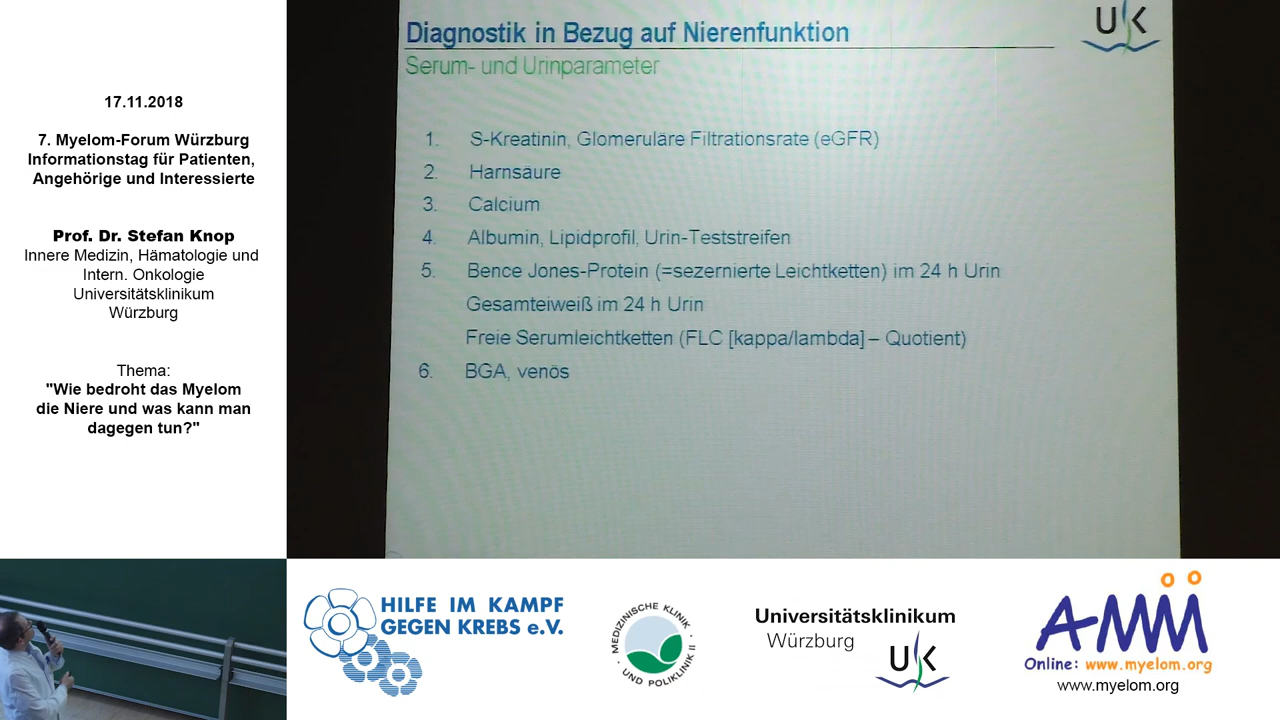 17.11.2018
7. Myelom-Forum Würzburg
Informationstag für Patienten,
Angehörige und Interessierte
Prof. Dr. Stefan Knop
Innere Medizin, Hämatologie und
Intern. Onkologie
Universitätsklinikum
Würzburg
Thema:
"Wie bedroht das Myelom
die Niere und was kann man
dagegen tun?"
Diagnostik in Bezug auf Nierenfunktion
Serum- und Urinparameter
UK
1. S-Kreatinin, Glomeruläre Filtrationsrate (eGFR)
2. Harnsäure
3. Calcium
4. Albumin, Lipidprofil, Urin-Teststreifen
5. Bence Jones-Protein (=sezernierte Leichtketten) im 24 h Urin
Gesamteiweiß im 24 h Urin
Freie Serumleichtketten (FLC [kappa/lambda] – Quotient)
6. BGA, venös
HILFE IM KAMPF
GEGEN KREBS e.V.
MEDIZINISCHE KLINIK
UND POLIKLINIK II
Universitätsklinikum
Würzburg
UK
AMM
Online: www.myelom.org
www.myelom.org